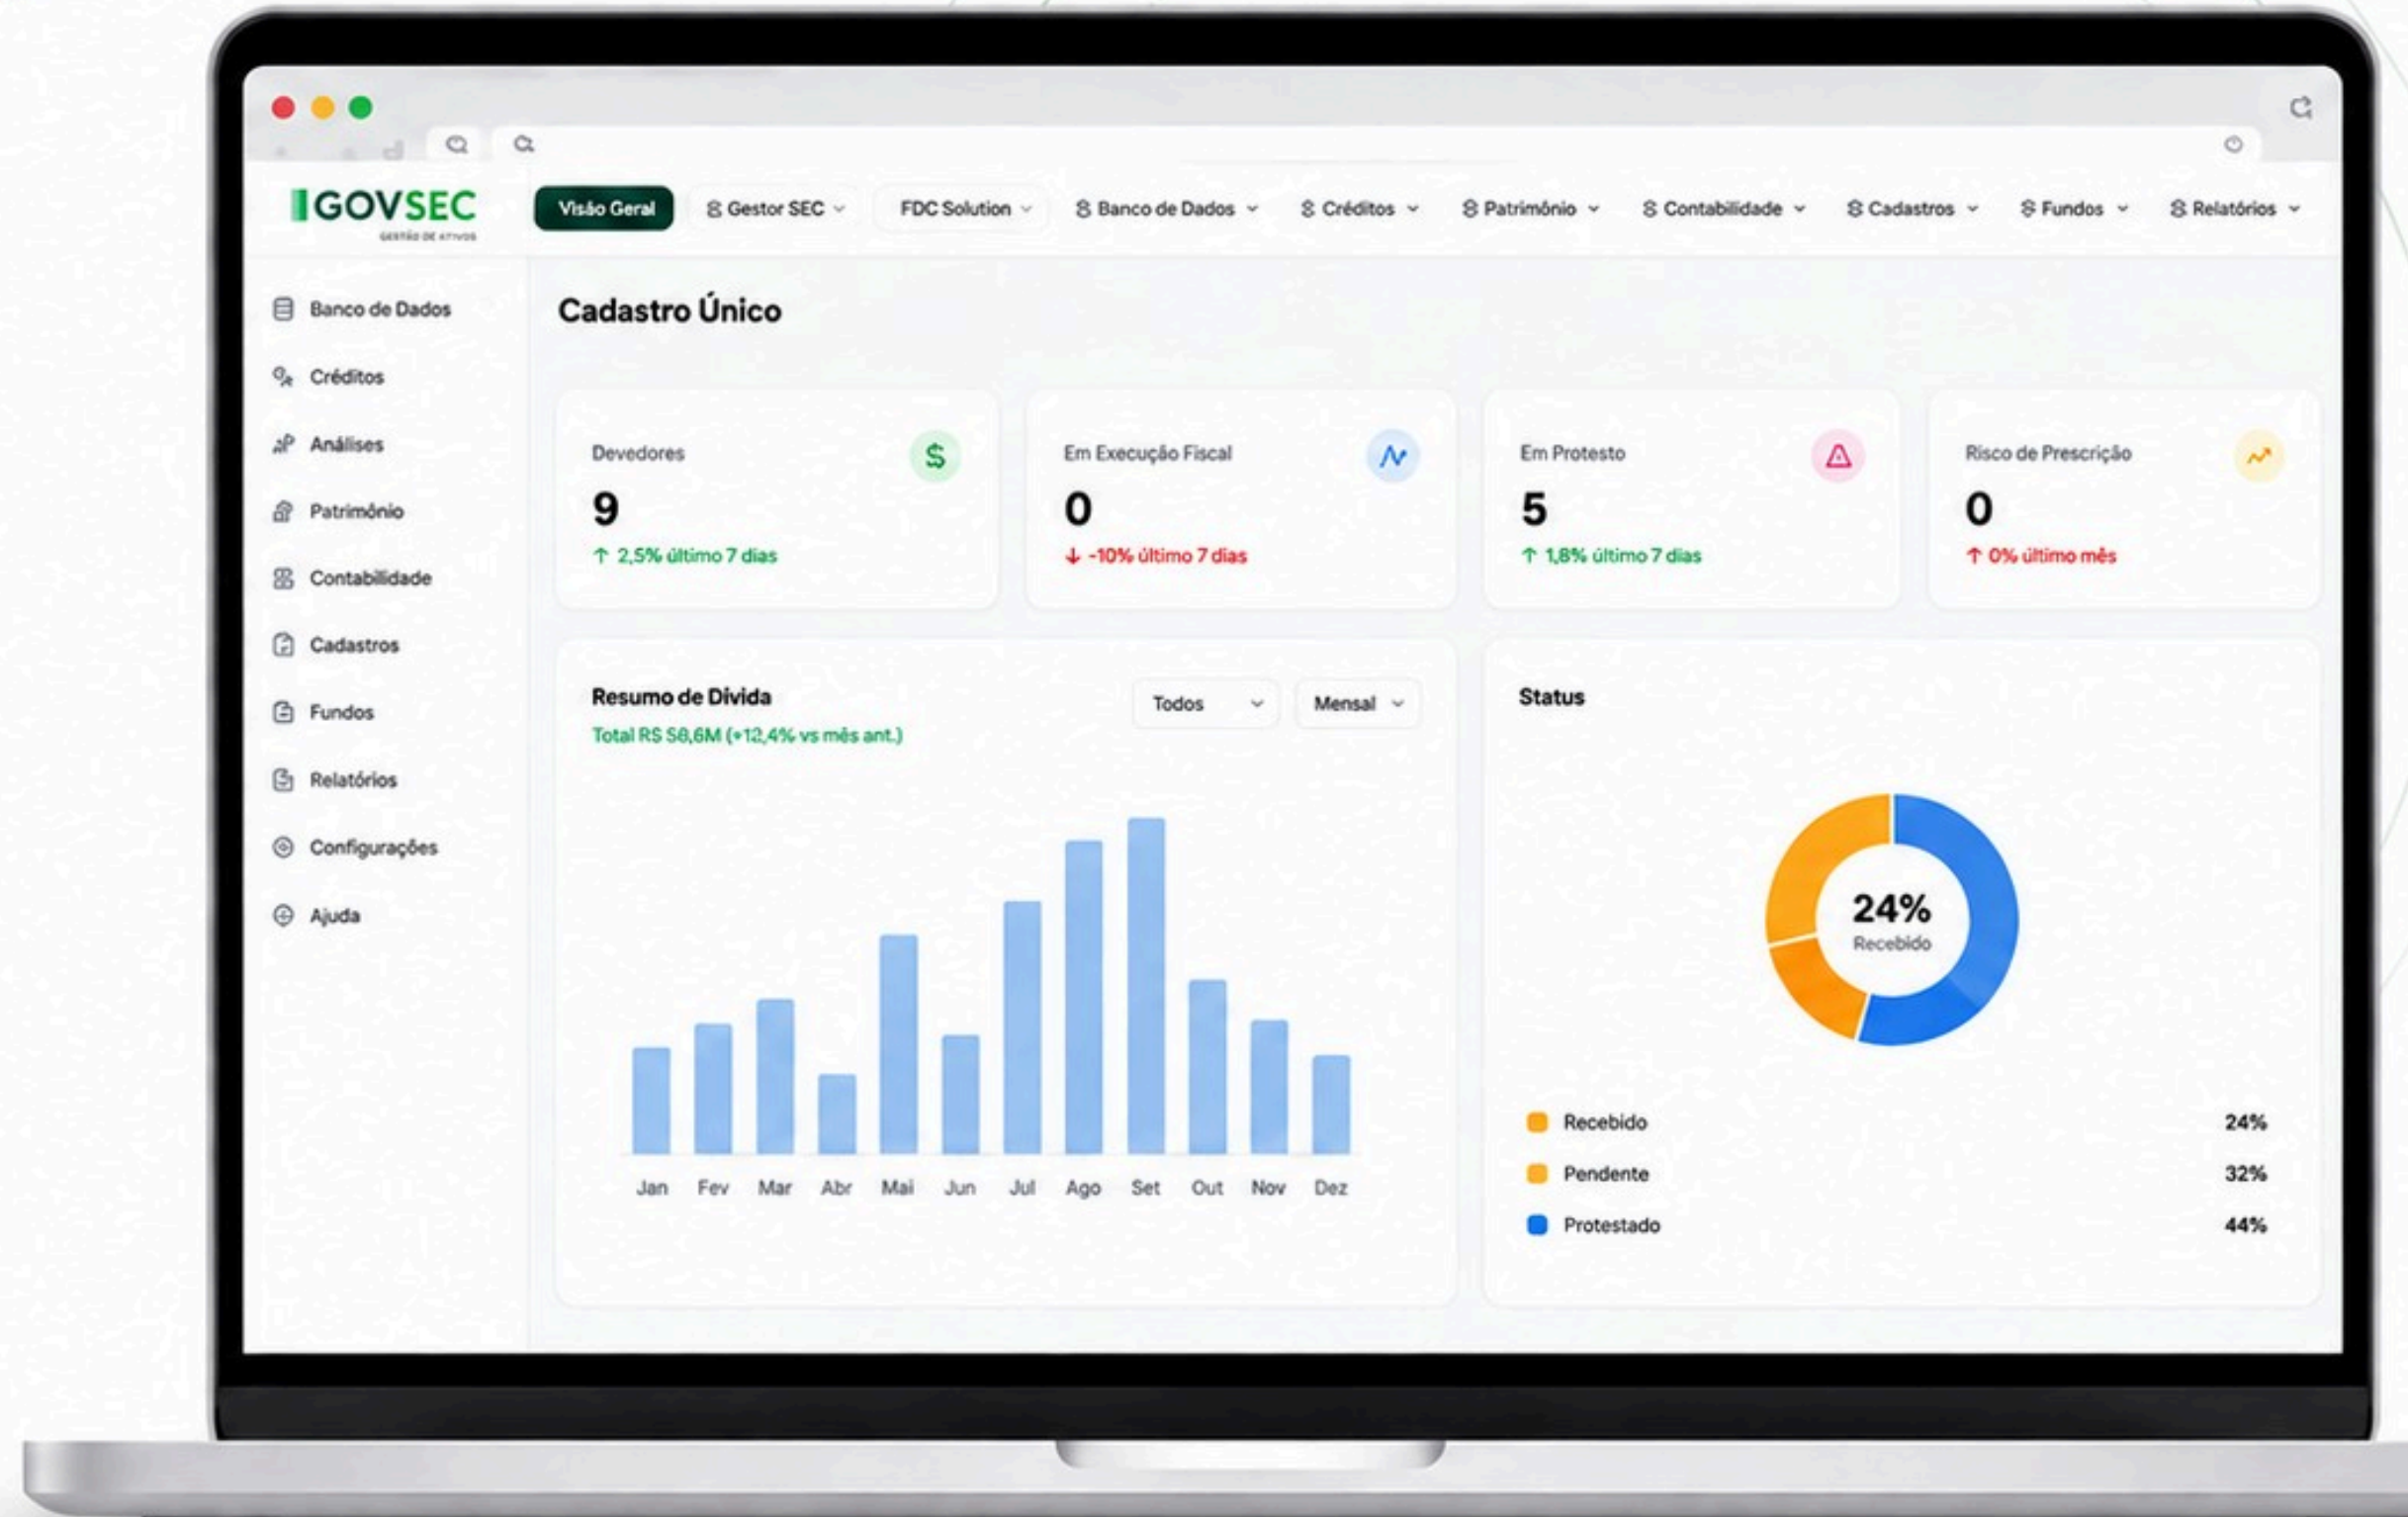 GOVSEC
GESTÃO DE ATIVOS
Visão Geral
Gestor SEC
FDC Solution
Banco de Dados
Créditos
Patrimônio
Contabilidade
Cadastros
Fundos
Relatórios
Banco de Dados
Créditos
Análises
Patrimônio
Contabilidade
Cadastros
Fundos
Relatórios
Configurações
Ajuda
Cadastro Único
Devedores
9
↑ 2,5% último 7 dias
Em Execução Fiscal
0
↓ -10% último 7 dias
Em Protesto
5
↑ 1,8% último 7 dias
Risco de Prescrição
0
↑ 0% último mês
Resumo de Divida
Total R$ (+12,4% vs mês ant.)
Todos
Mensal
Jan Fev Mar Abr Mai Jun Jul Ago Set Out Nov Dez
Status
24%
Recebido
Recebido 24%
Pendente 32%
Protestado 44%